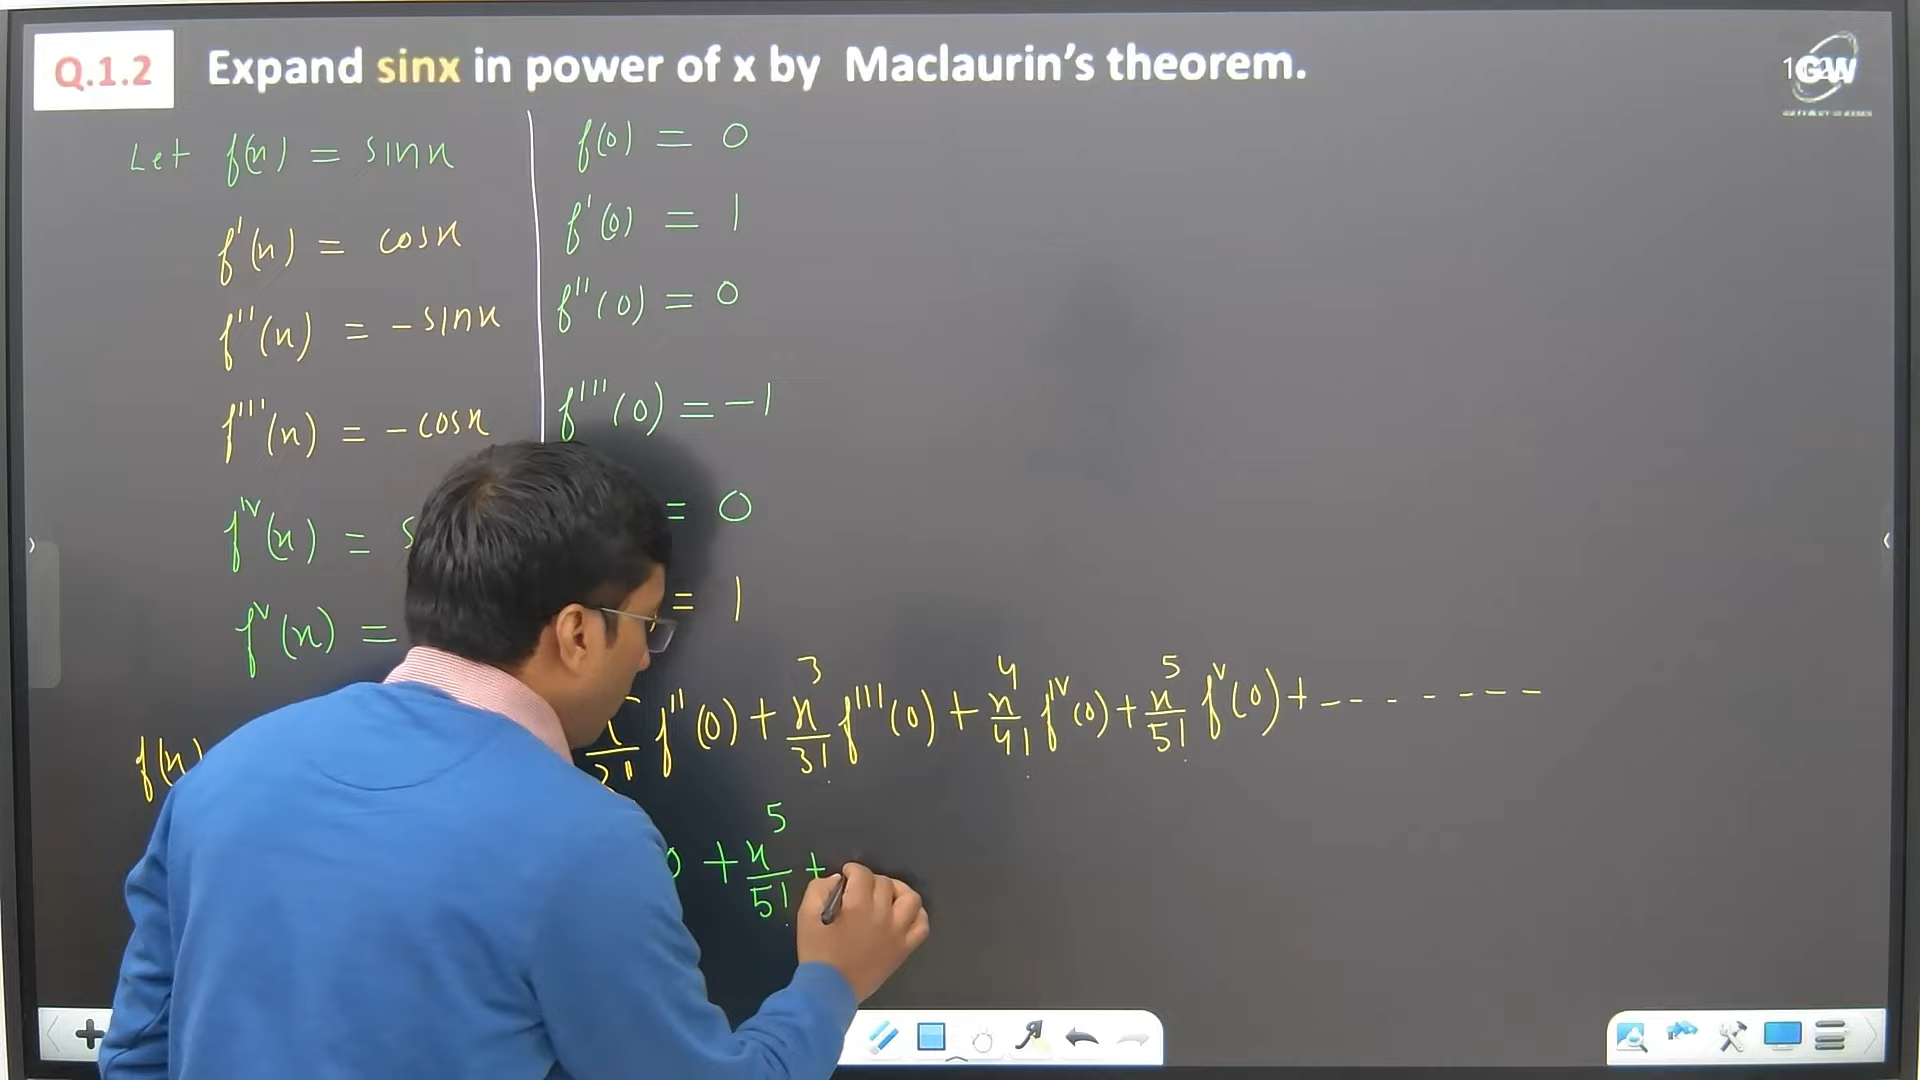 Q.1.2 Expand sinx in power of x by Maclaurin's theorem.
GW
Let f(x) = sinx
f(0) = 0
f'(x) = cosx
f'(0) = 1
f''(x) = -sinx
f''(0) = 0
f'''(x) = -cosx
f'''(0) = -1
f^IV(x) = s
= 0
f^V(x) =
= 1
f(x) f''(0) + x^3/3! f'''(0) + x^4/4! f^IV(0) + x^5/5! f^V(0) + --------
0 + x^5/5! +